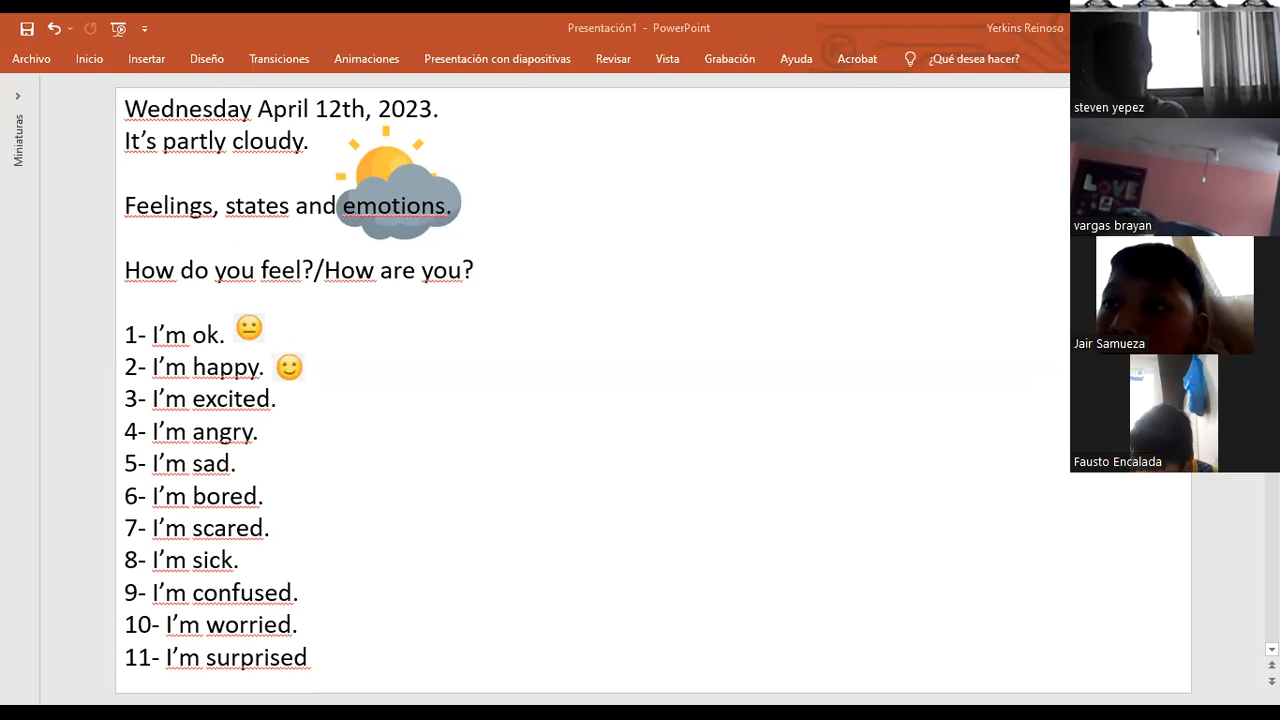 Presentación1 - PowerPoint
Yerkins Reinoso
Archivo Inicio Insertar Diseño Transiciones Animaciones Presentación con diapositivas Revisar Vista Grabación Ayuda Acrobat ¿Qué desea hacer?
Miniaturas
Wednesday April 12th, 2023.
It’s partly cloudy.
Feelings, states and emotions.
How do you feel?/How are you?
1- I’m ok.
2- I’m happy.
3- I’m excited.
4- I’m angry.
5- I’m sad.
6- I’m bored.
7- I’m scared.
8- I’m sick.
9- I’m confused.
10- I’m worried.
11- I’m surprised
steven yepez
LOVE
vargas brayan
Jair Samueza
Fausto Encalada